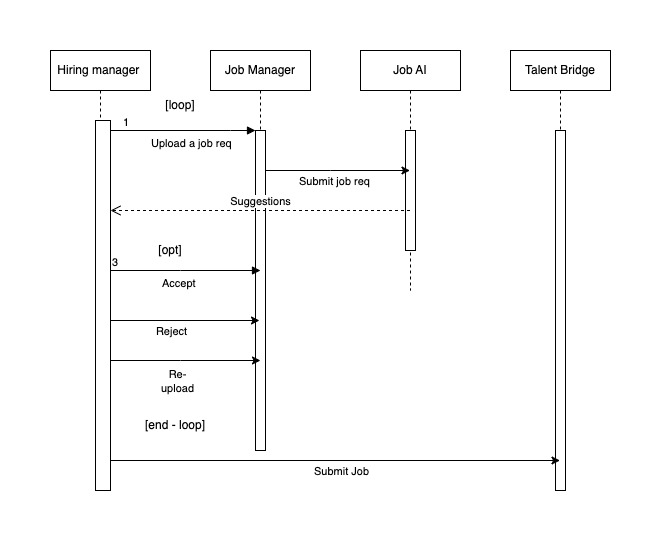 Hiring manager
Job Manager
Job AI
Talent Bridge
[loop]
1
Upload a job req
Submit job req
Suggestions
[opt]
3
Accept
Reject
Re-
upload
[end - loop]
Submit Job